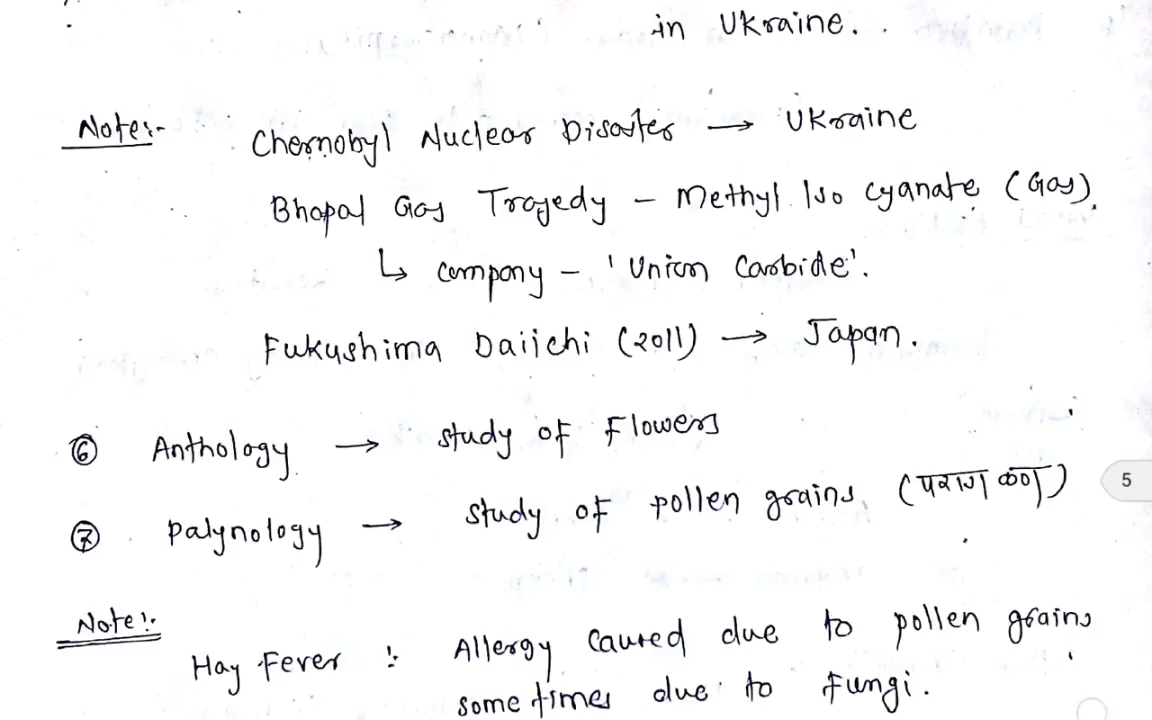 in Ukraine.
Note:-
Chernobyl Nuclear Disaster → Ukraine
Bhopal Gas Tragedy - Methyl Iso cyanate (Gas).
↳ company - 'Union Carbide'.
Fukushima Daiichi (2011) → Japan.
⑥ Anthology → study of Flowers
⑦ Palynology → study of pollen grains (परागकण)
5
Note:-
Hay Fever :- Allergy caused due to pollen grains
some times due to Fungi.